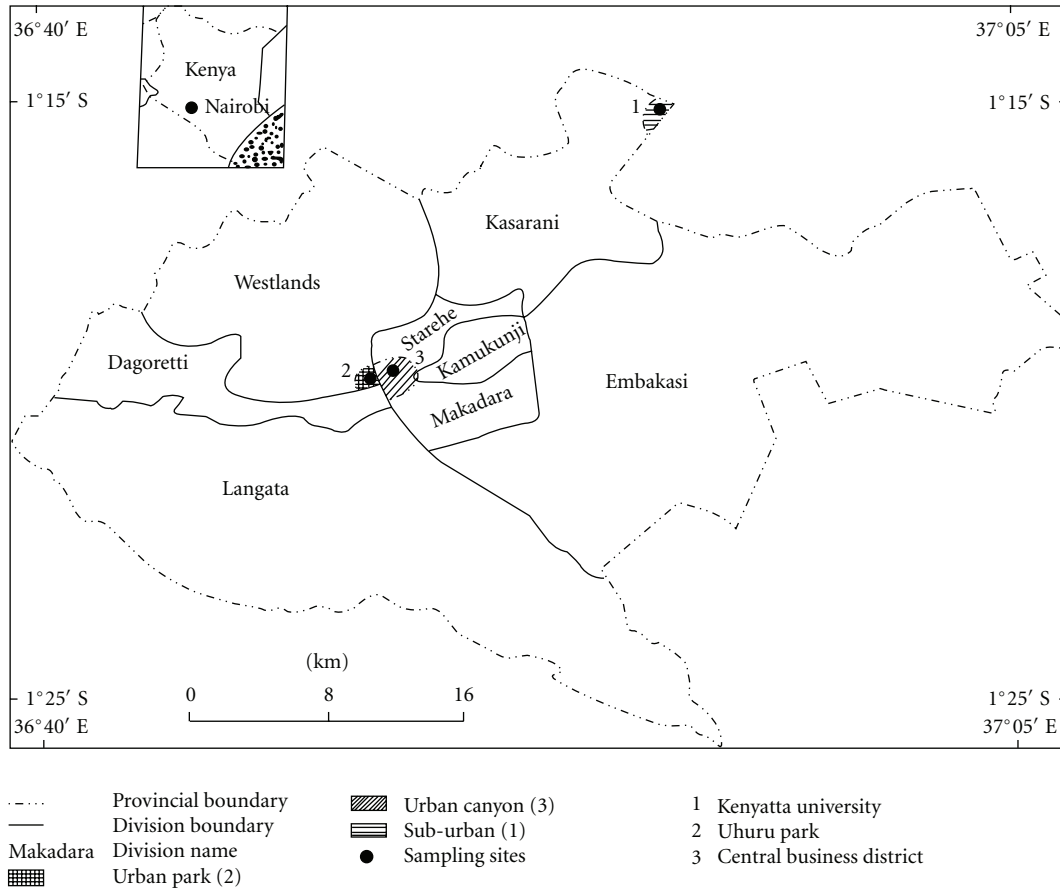 36°40′ E
37°05′ E
1°15′ S
1°15′ S
Kenya
Nairobi
1
Kasarani
Westlands
Starehe
3
Kamukunji
Dagoretti
2
Embakasi
Makadara
Langata
(km)
0 8 16
1°25′ S
36°40′ E
1°25′ S
37°05′ E
Provincial boundary
Division boundary
Makadara Division name
Urban park (2)
Urban canyon (3)
Sub-urban (1)
Sampling sites
1 Kenyatta university
2 Uhuru park
3 Central business district